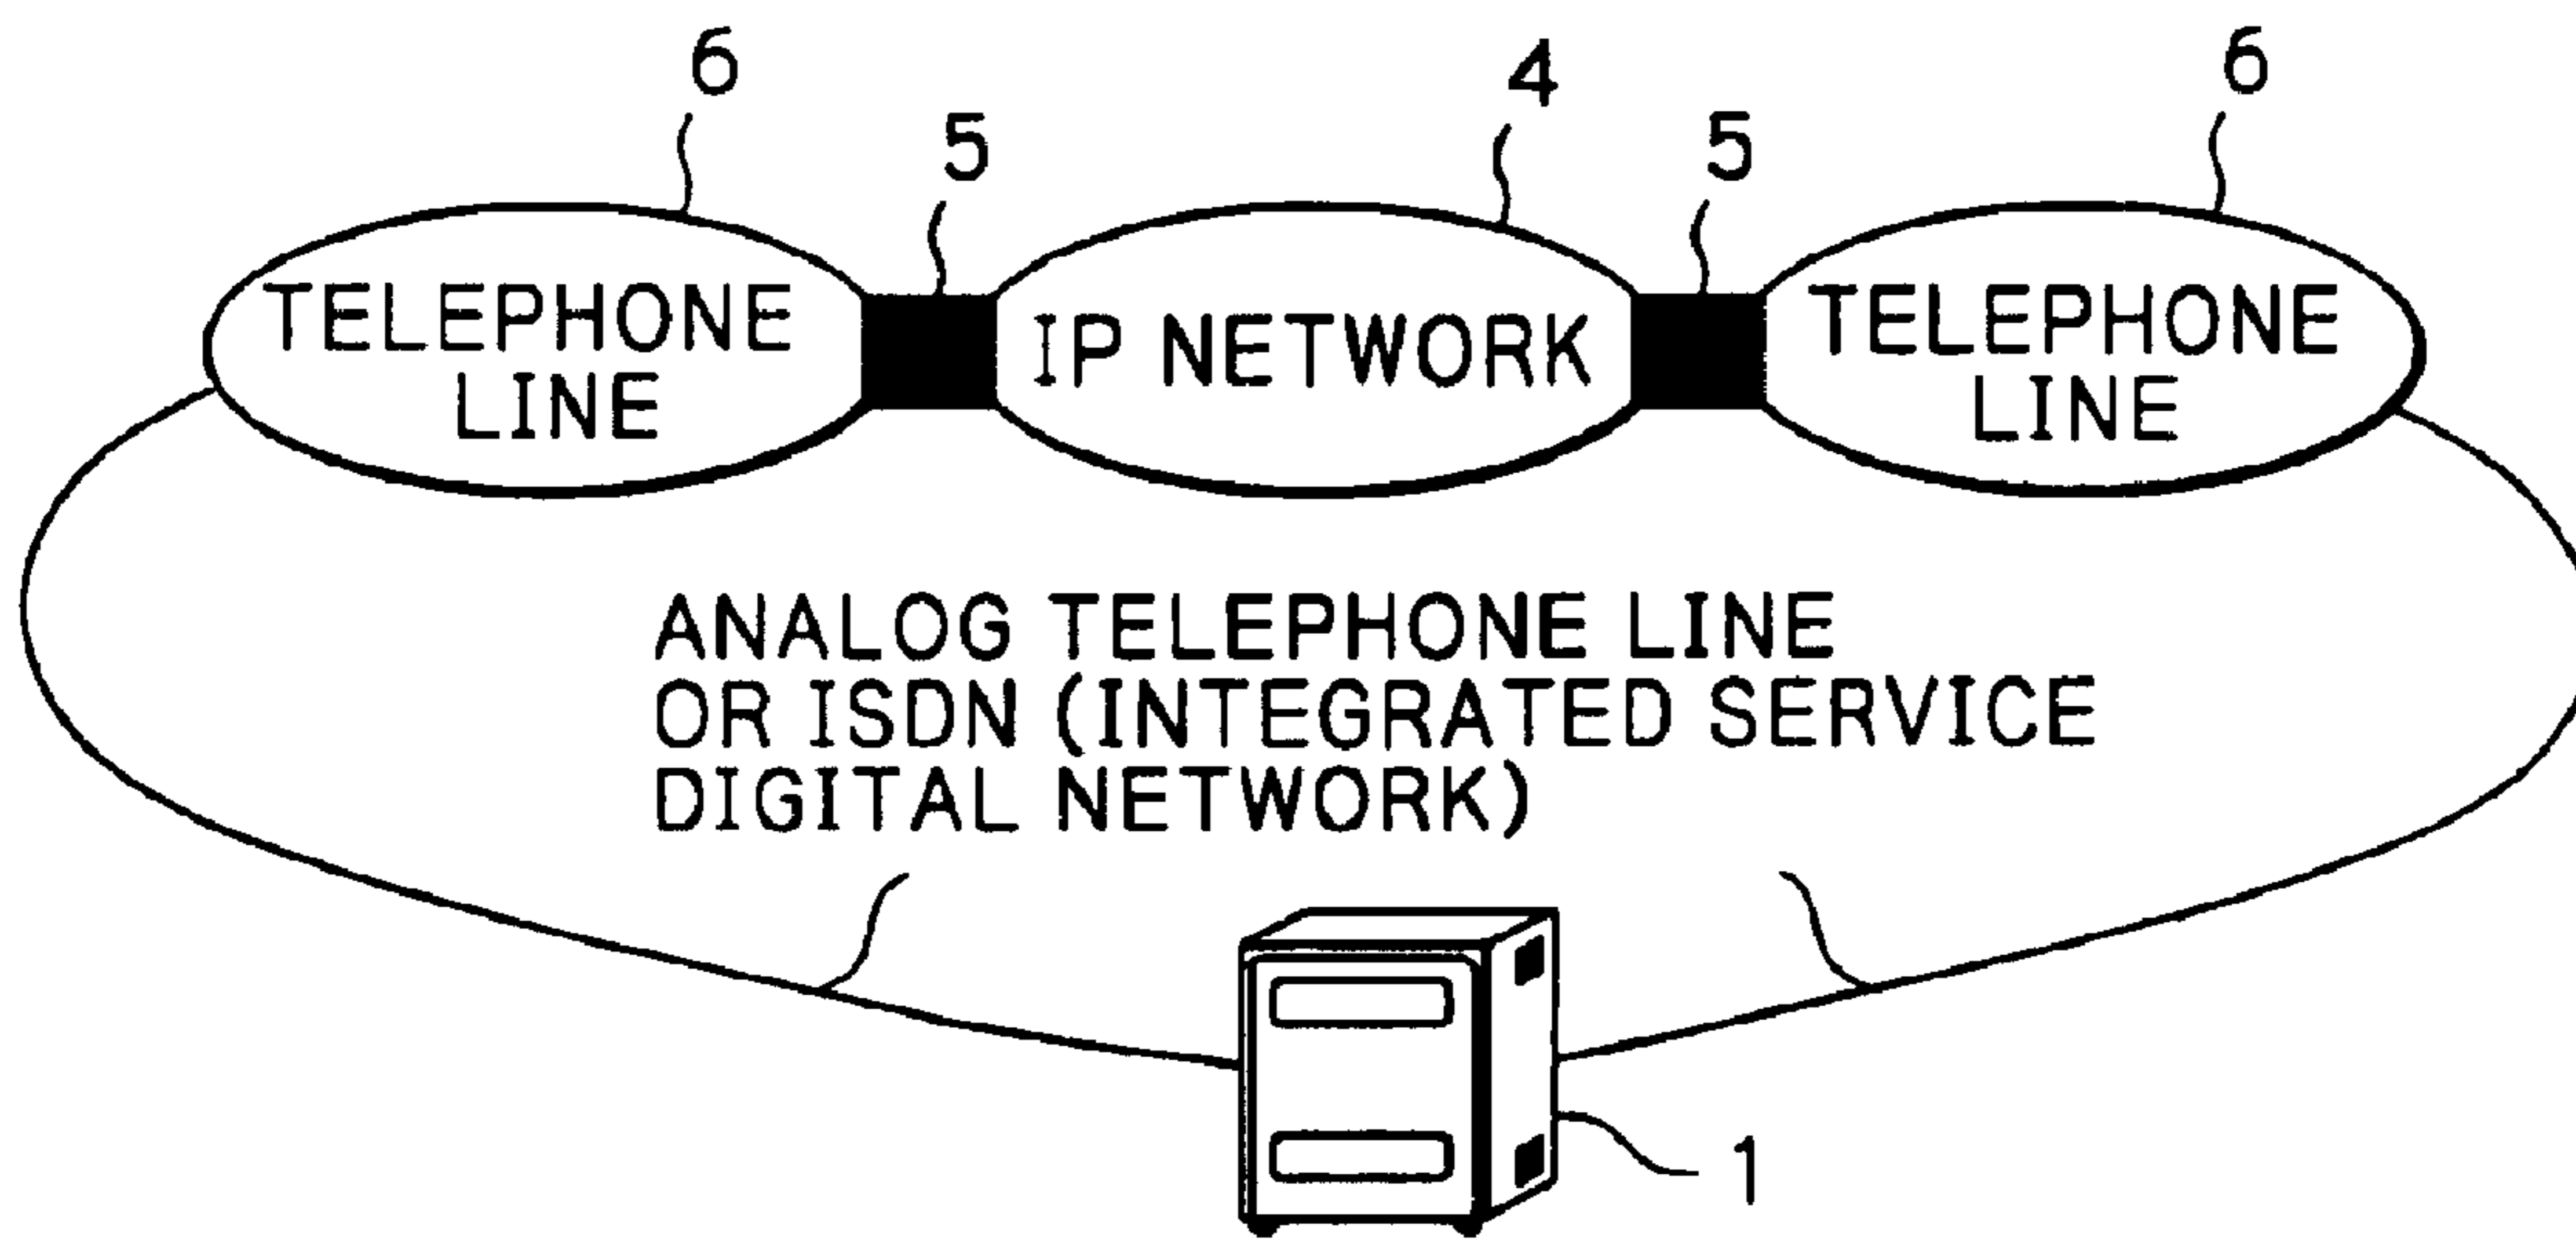 6
5
4
5
6
TELEPHONE
LINE
IP NETWORK
TELEPHONE
LINE
ANALOG TELEPHONE LINE
OR ISDN (INTEGRATED SERVICE
DIGITAL NETWORK)
1